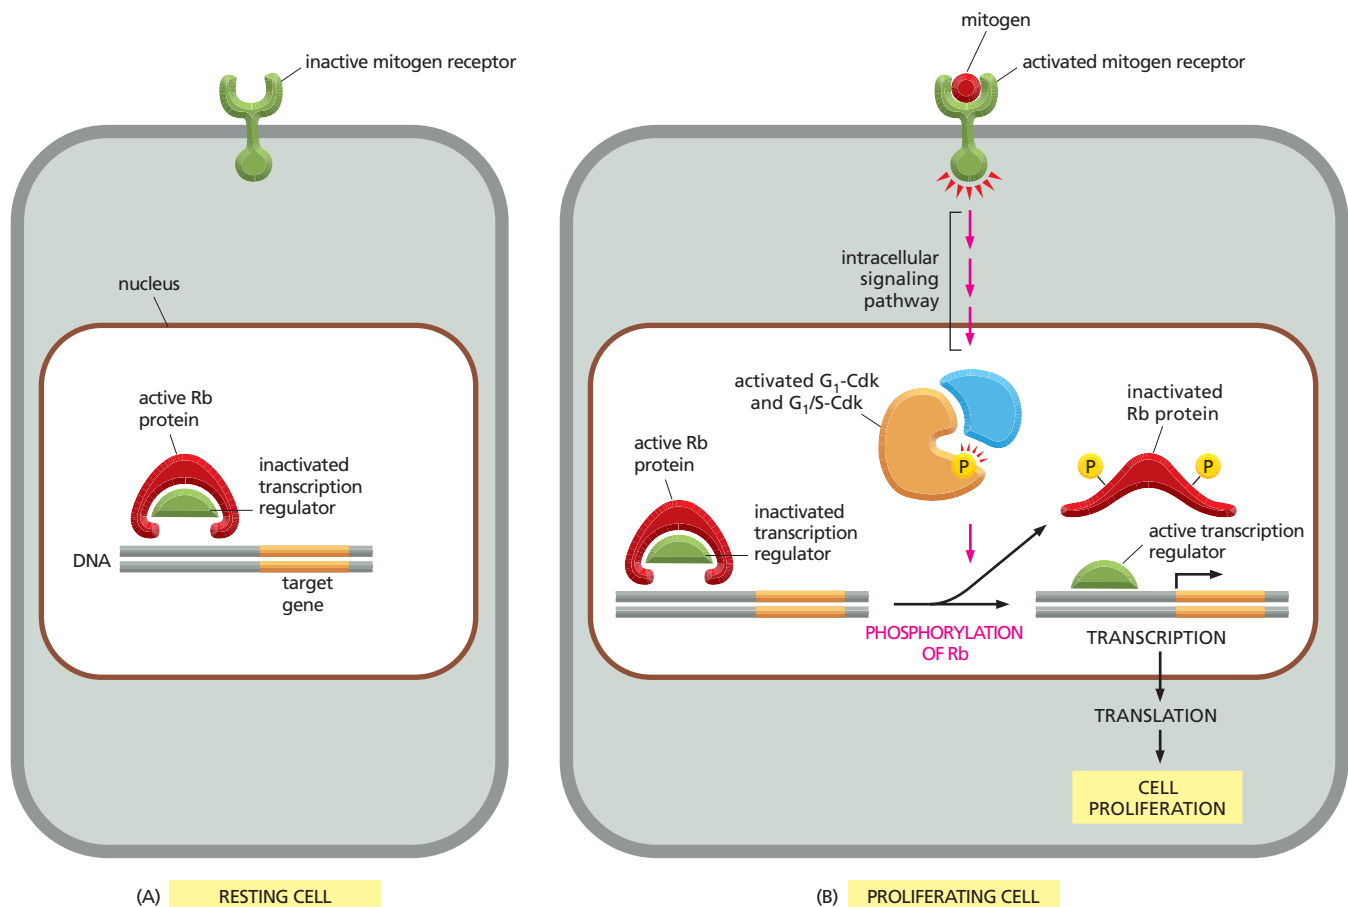 inactive mitogen receptor
nucleus
active Rb
protein
inactivated
transcription
regulator
DNA
target
gene
(A) RESTING CELL
mitogen
activated mitogen receptor
intracellular
signaling
pathway
activated G₁-Cdk
and G₁/S-Cdk
P
inactivated
Rb protein
P
P
active Rb
protein
inactivated
transcription
regulator
active transcription
regulator
PHOSPHORYLATION
OF Rb
TRANSCRIPTION
TRANSLATION
CELL
PROLIFERATION
(B) PROLIFERATING CELL